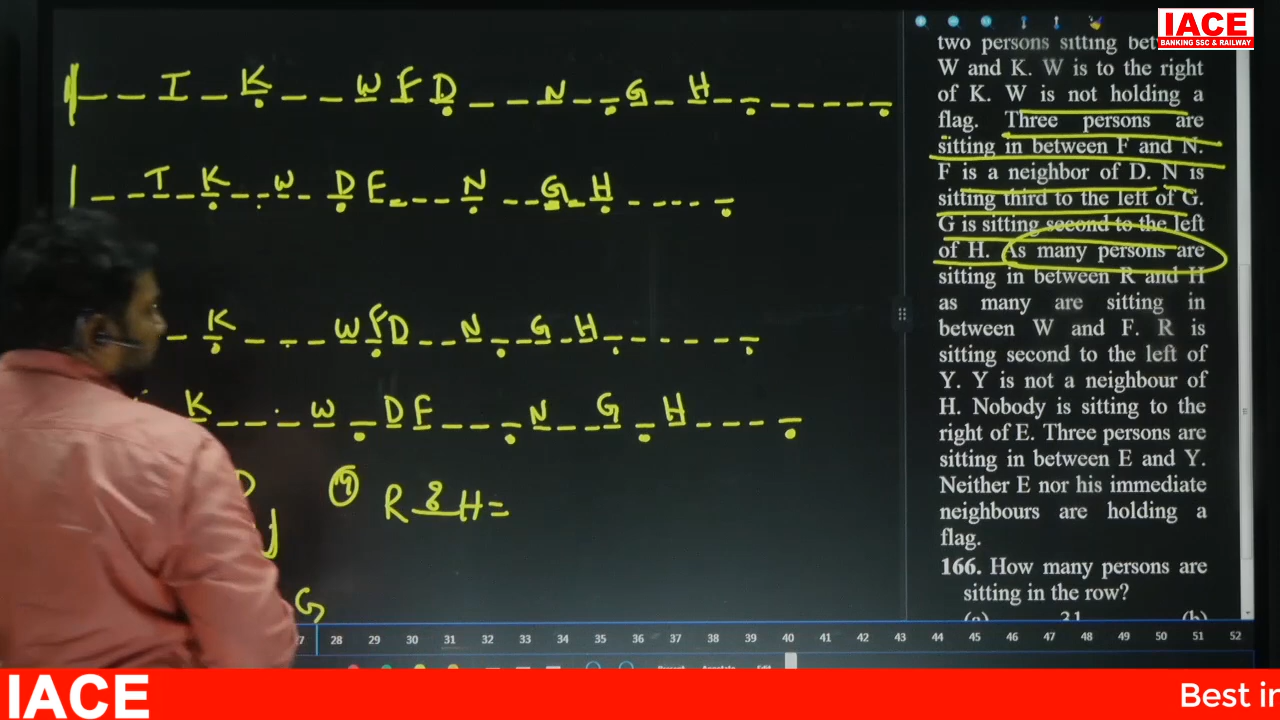 IACE
BANKING SSC & RAILWAY
T K W F D N G H
T K W D F N G H
K W F D N G H
K W D F N G H
R & H =
G
two persons sitting
W and K. W is to the right
of K. W is not holding a
flag. Three persons are
sitting in between F and N.
F is a neighbor of D. N is
sitting third to the left of G.
G is sitting second to the left
of H. As many persons are
sitting in between R and H
as many are sitting in
between W and F. R is
sitting second to the left of
Y. Y is not a neighbour of
H. Nobody is sitting to the
right of E. Three persons are
sitting in between E and Y.
Neither E nor his immediate
neighbours are holding a
flag.
166. How many persons are
sitting in the row?
28 29 30 31 32 33 34 35 36 37 38 39 40 41 42 43 44 45 46 47 48 49 50 51 52
IACE
Best in